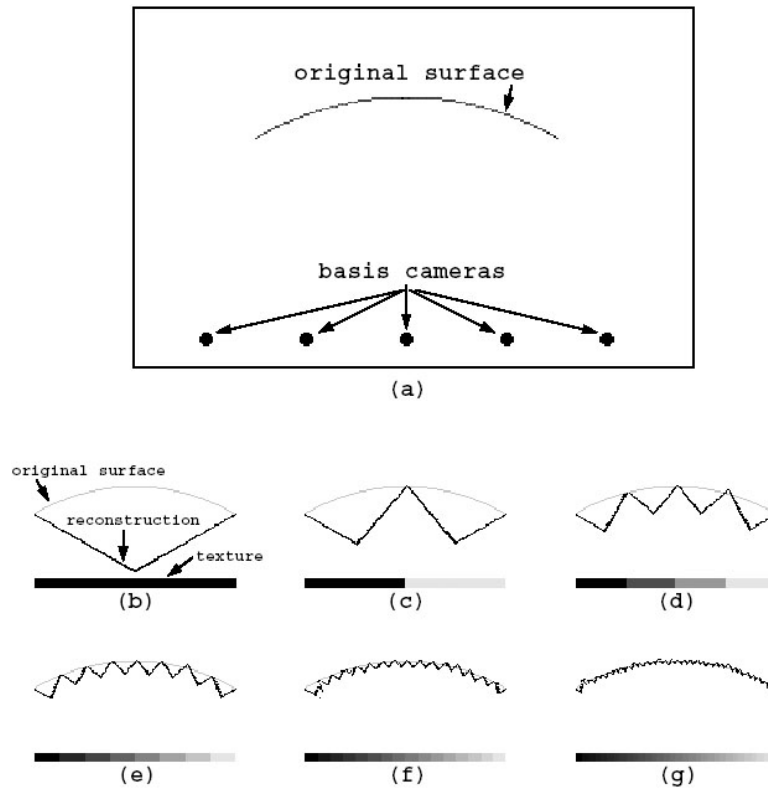 original surface
basis cameras
(a)
original surface
reconstruction
texture
(b)
(c)
(d)
(e)
(f)
(g)